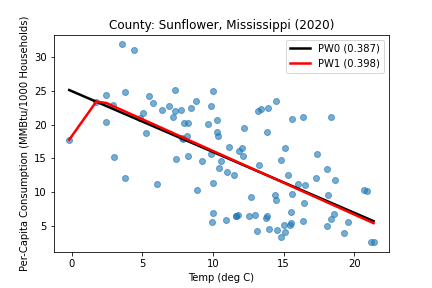 County: Sunflower, Mississippi (2020)
Per-Capita Consumption (MMBtu/1000 Households)
30
25
20
15
10
5
PW0 (0.387)
PW1 (0.398)
0
5
10
15
20
Temp (deg C)